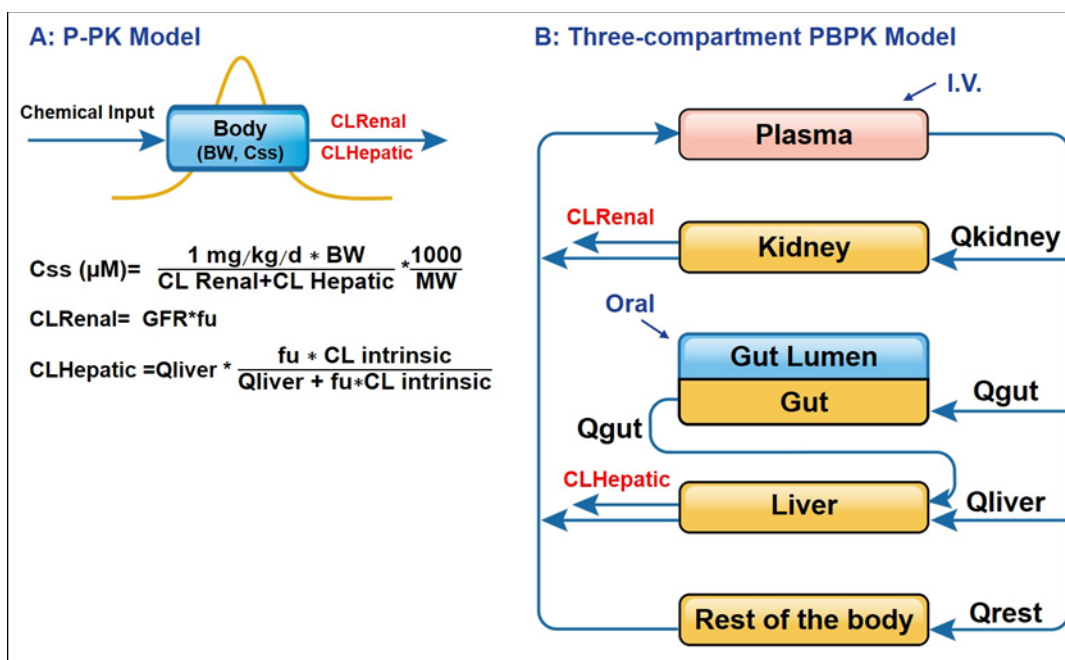 A: P-PK Model
Chemical Input
Body
(BW, Css)
CLRenal
CLHepatic
Css (µM)= 1 mg/kg/d * BW / CL Renal+CL Hepatic * 1000 / MW
CLRenal= GFR*fu
CLHepatic =Qliver * fu * CL intrinsic / Qliver + fu*CL intrinsic
B: Three-compartment PBPK Model
I.V.
Plasma
CLRenal
Kidney
Qkidney
Oral
Gut Lumen
Gut
Qgut
Qgut
CLHepatic
Liver
Qliver
Rest of the body
Qrest